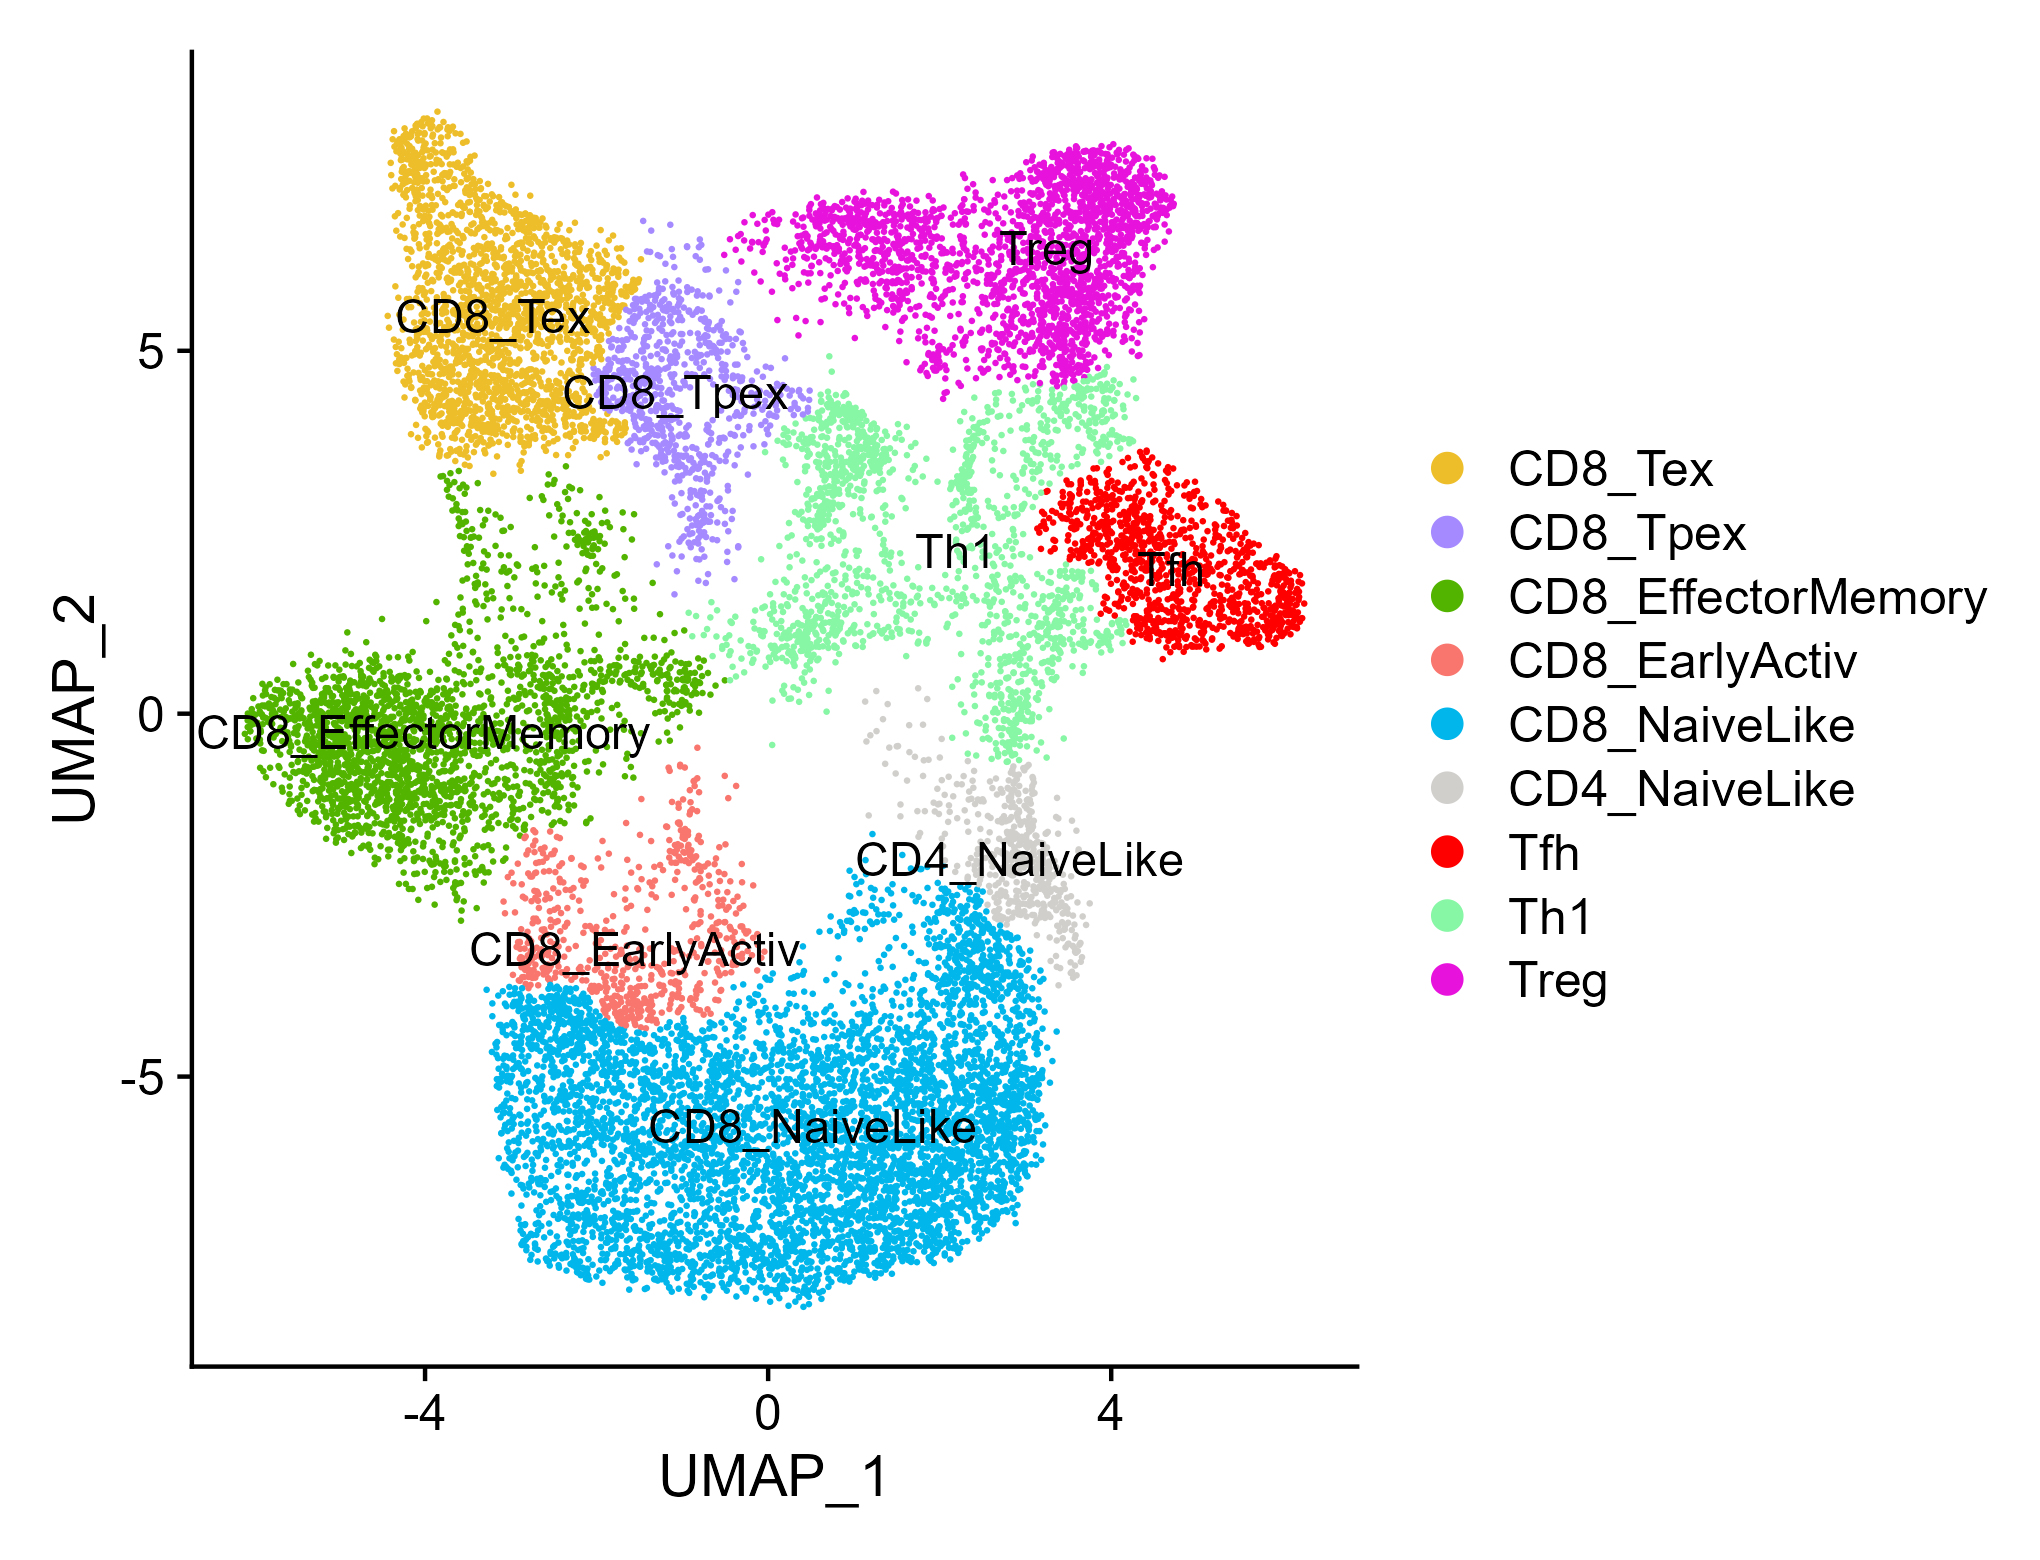 UMAP_2
5
0
-5
-4
0
4
UMAP_1
CD8_Tex
CD8_Tpex
Treg
Th1
Tfh
CD8_EffectorMemory
CD4_NaiveLike
CD8_EarlyActiv
CD8_NaiveLike
CD8_Tex
CD8_Tpex
CD8_EffectorMemory
CD8_EarlyActiv
CD8_NaiveLike
CD4_NaiveLike
Tfh
Th1
Treg